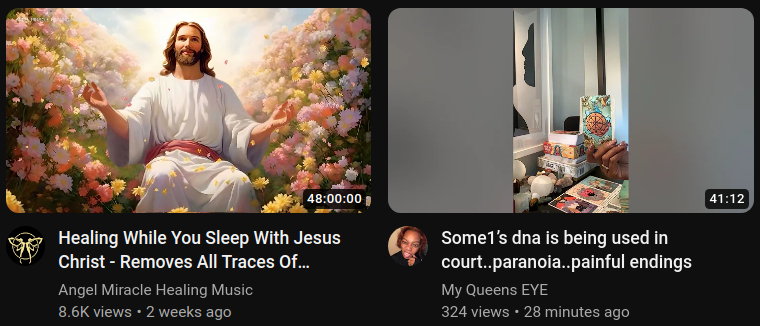 48:00:00
Healing While You Sleep With Jesus
Christ - Removes All Traces Of…
Angel Miracle Healing Music
8.6K views • 2 weeks ago
41:12
Some1’s dna is being used in
court..paranoia..painful endings
My Queens EYE
324 views • 28 minutes ago